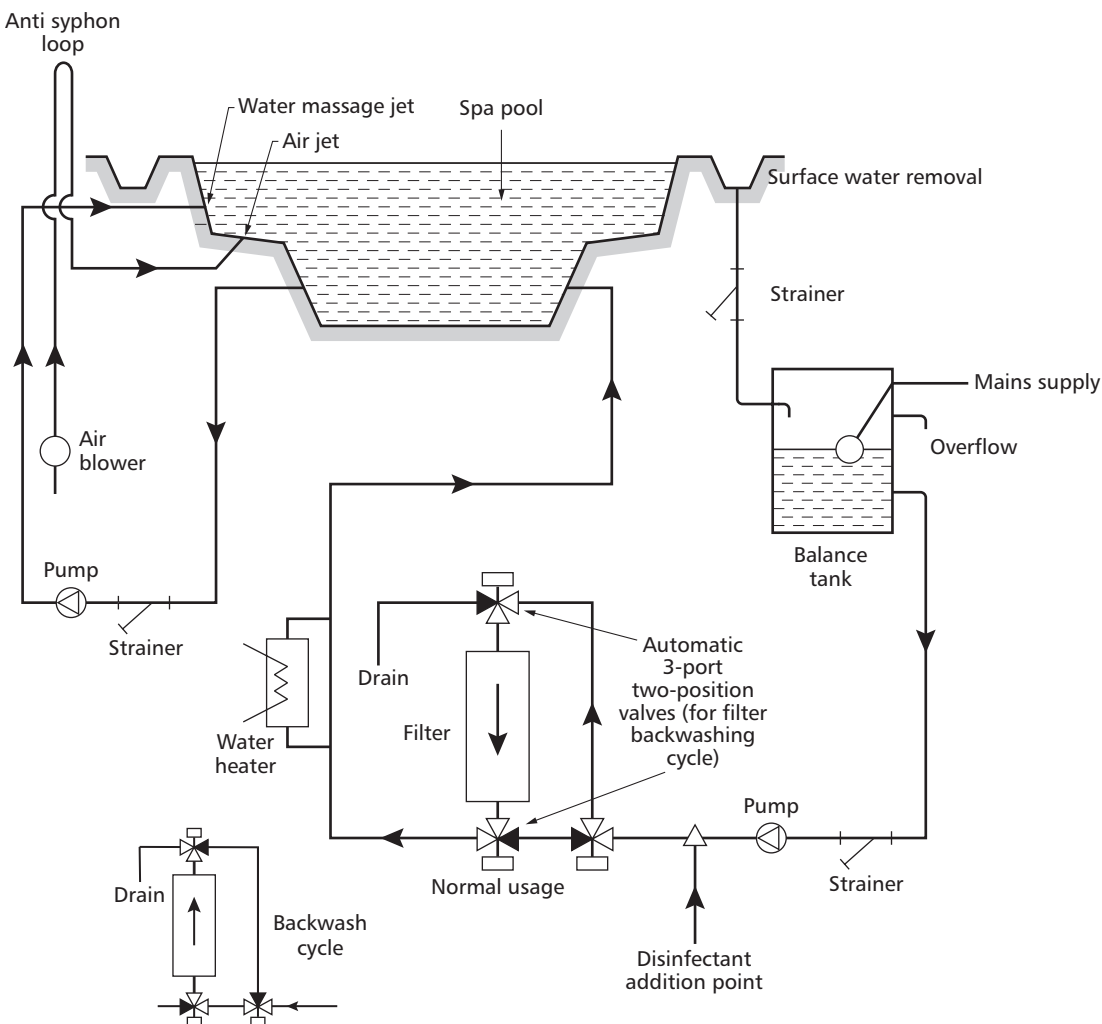 Anti syphon
loop
Water massage jet
Air jet
Spa pool
Surface water removal
Strainer
Mains supply
Overflow
Air
blower
Balance
tank
Pump
Strainer
Automatic
3-port
two-position
valves (for filter
backwashing
cycle)
Drain
Filter
Water
heater
Pump
Normal usage
Strainer
Drain
Backwash
cycle
Disinfectant
addition point